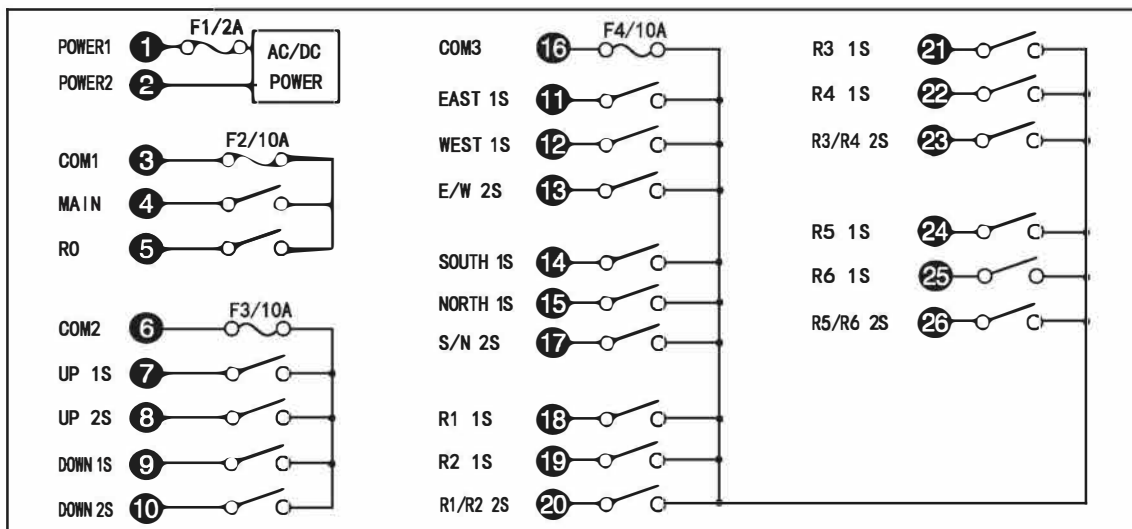 F1/2A
POWER1 1 AC/DC
POWER2 2 POWER
F2/10A
COM1 3
MAIN 4
RO 5
F3/10A
COM2 6
UP 1S 7
UP 2S 8
DOWN 1S 9
DOWN 2S 10
F4/10A
COM3 16
EAST 1S 11
WEST 1S 12
E/W 2S 13
SOUTH 1S 14
NORTH 1S 15
S/N 2S 17
R1 1S 18
R2 1S 19
R1/R2 2S 20
R3 1S 21
R4 1S 22
R3/R4 2S 23
R5 1S 24
R6 1S 25
R5/R6 2S 26